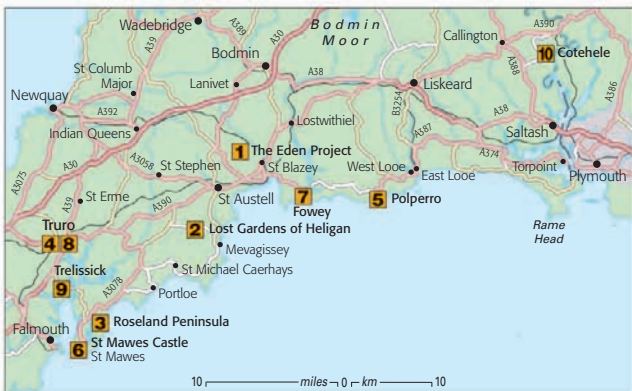 Wadebridge
A39
A389
A30
Bodmin
Moor
Callington
A390
10 Cotehele
A39
Bodmin
A388
A386
St Columb
Major
Lanivet
A38
Liskeard
Newquay
A392
Lostwithiel
B3254
A38
Saltash
Indian Queens
A387
1 The Eden Project
A3075
A30
A3058
St Stephen
St Blazey
West Looe
East Looe
A374
Torpoint
Plymouth
A39
St Erme
A390
St Austell
7
Fowey
5 Polperro
Rame
Head
Truro
4 8
2 Lost Gardens of Heligan
Mevagissey
Trelissick
9
A3078
St Michael Caerhays
Portloe
Falmouth
3 Roseland Peninsula
6 St Mawes Castle
St Mawes
10 miles 0 km 10